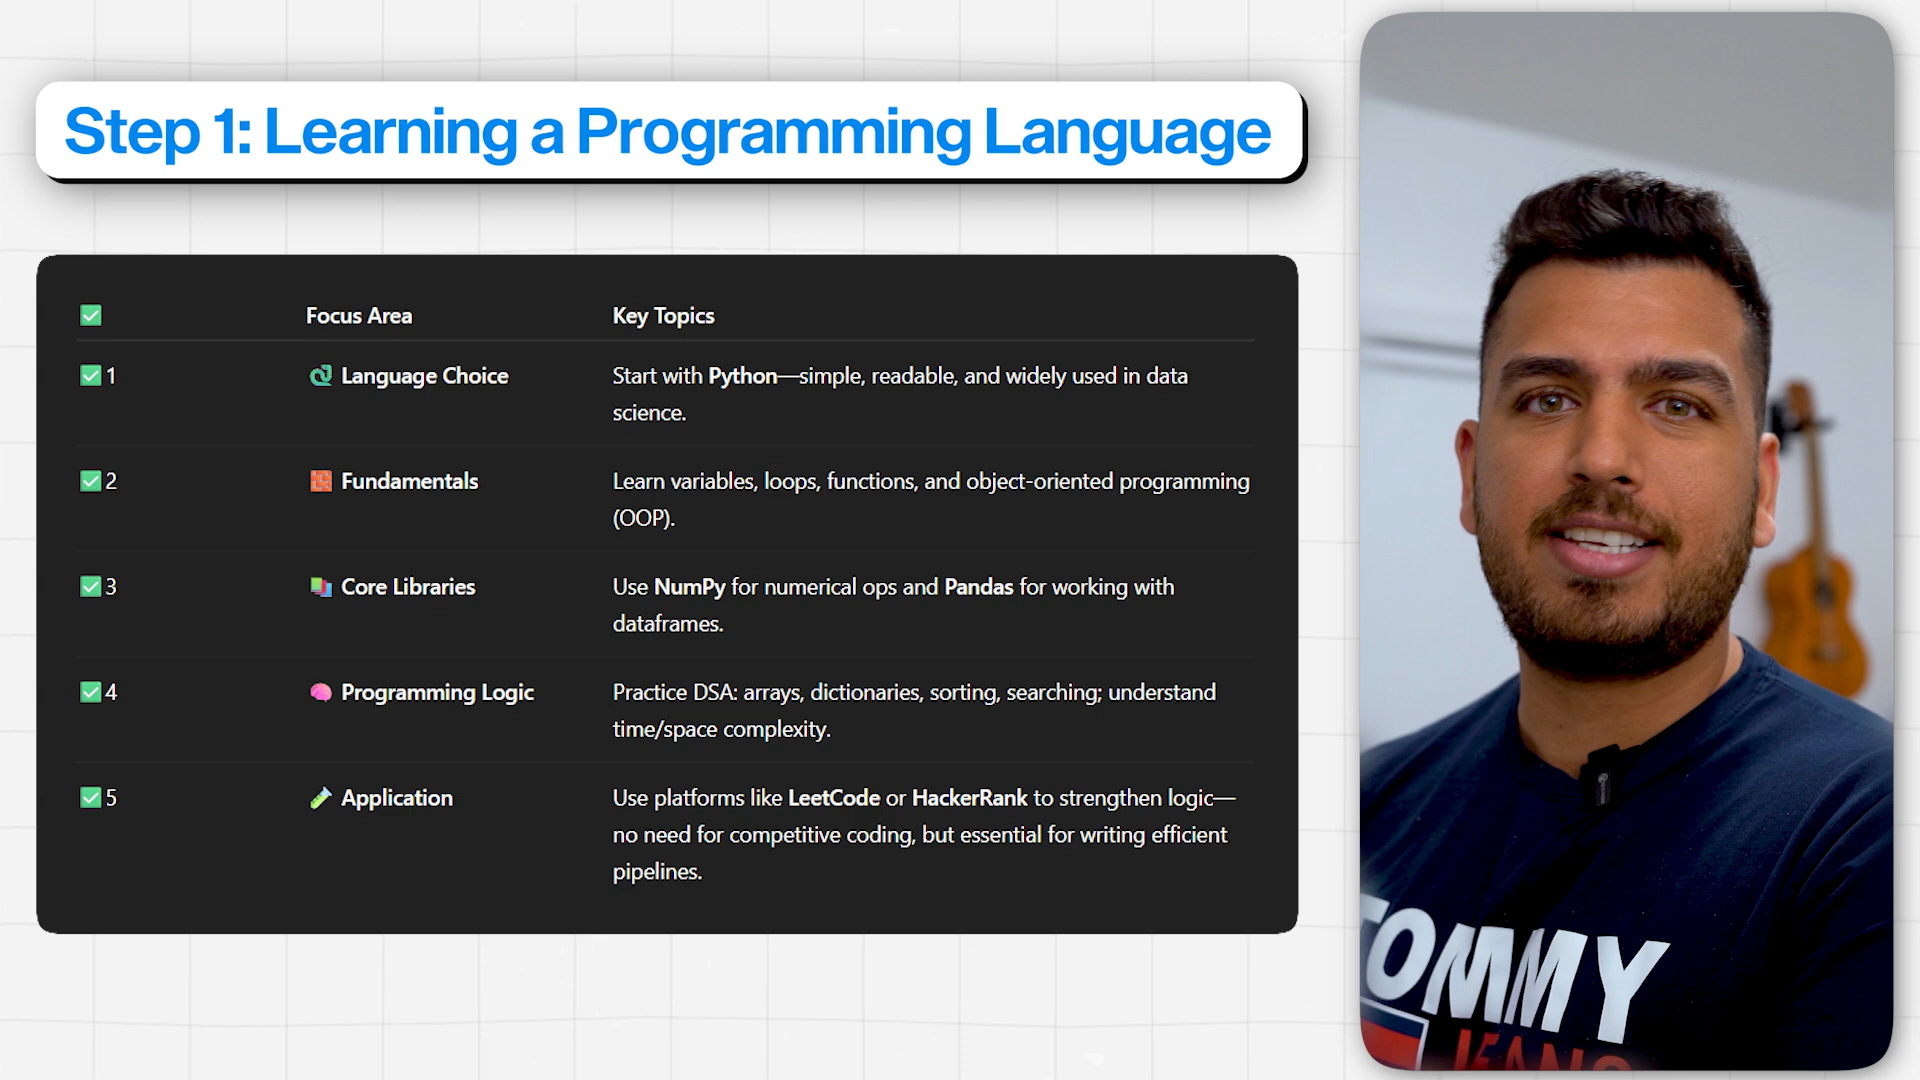 Step 1: Learning a Programming Language
Focus Area Key Topics
1 Language Choice Start with Python—simple, readable, and widely used in data
science.
2 Fundamentals Learn variables, loops, functions, and object-oriented programming
(OOP).
3 Core Libraries Use NumPy for numerical ops and Pandas for working with
dataframes.
4 Programming Logic Practice DSA: arrays, dictionaries, sorting, searching; understand
time/space complexity.
5 Application Use platforms like LeetCode or HackerRank to strengthen logic—
no need for competitive coding, but essential for writing efficient
pipelines.
TOMMY
JEANS